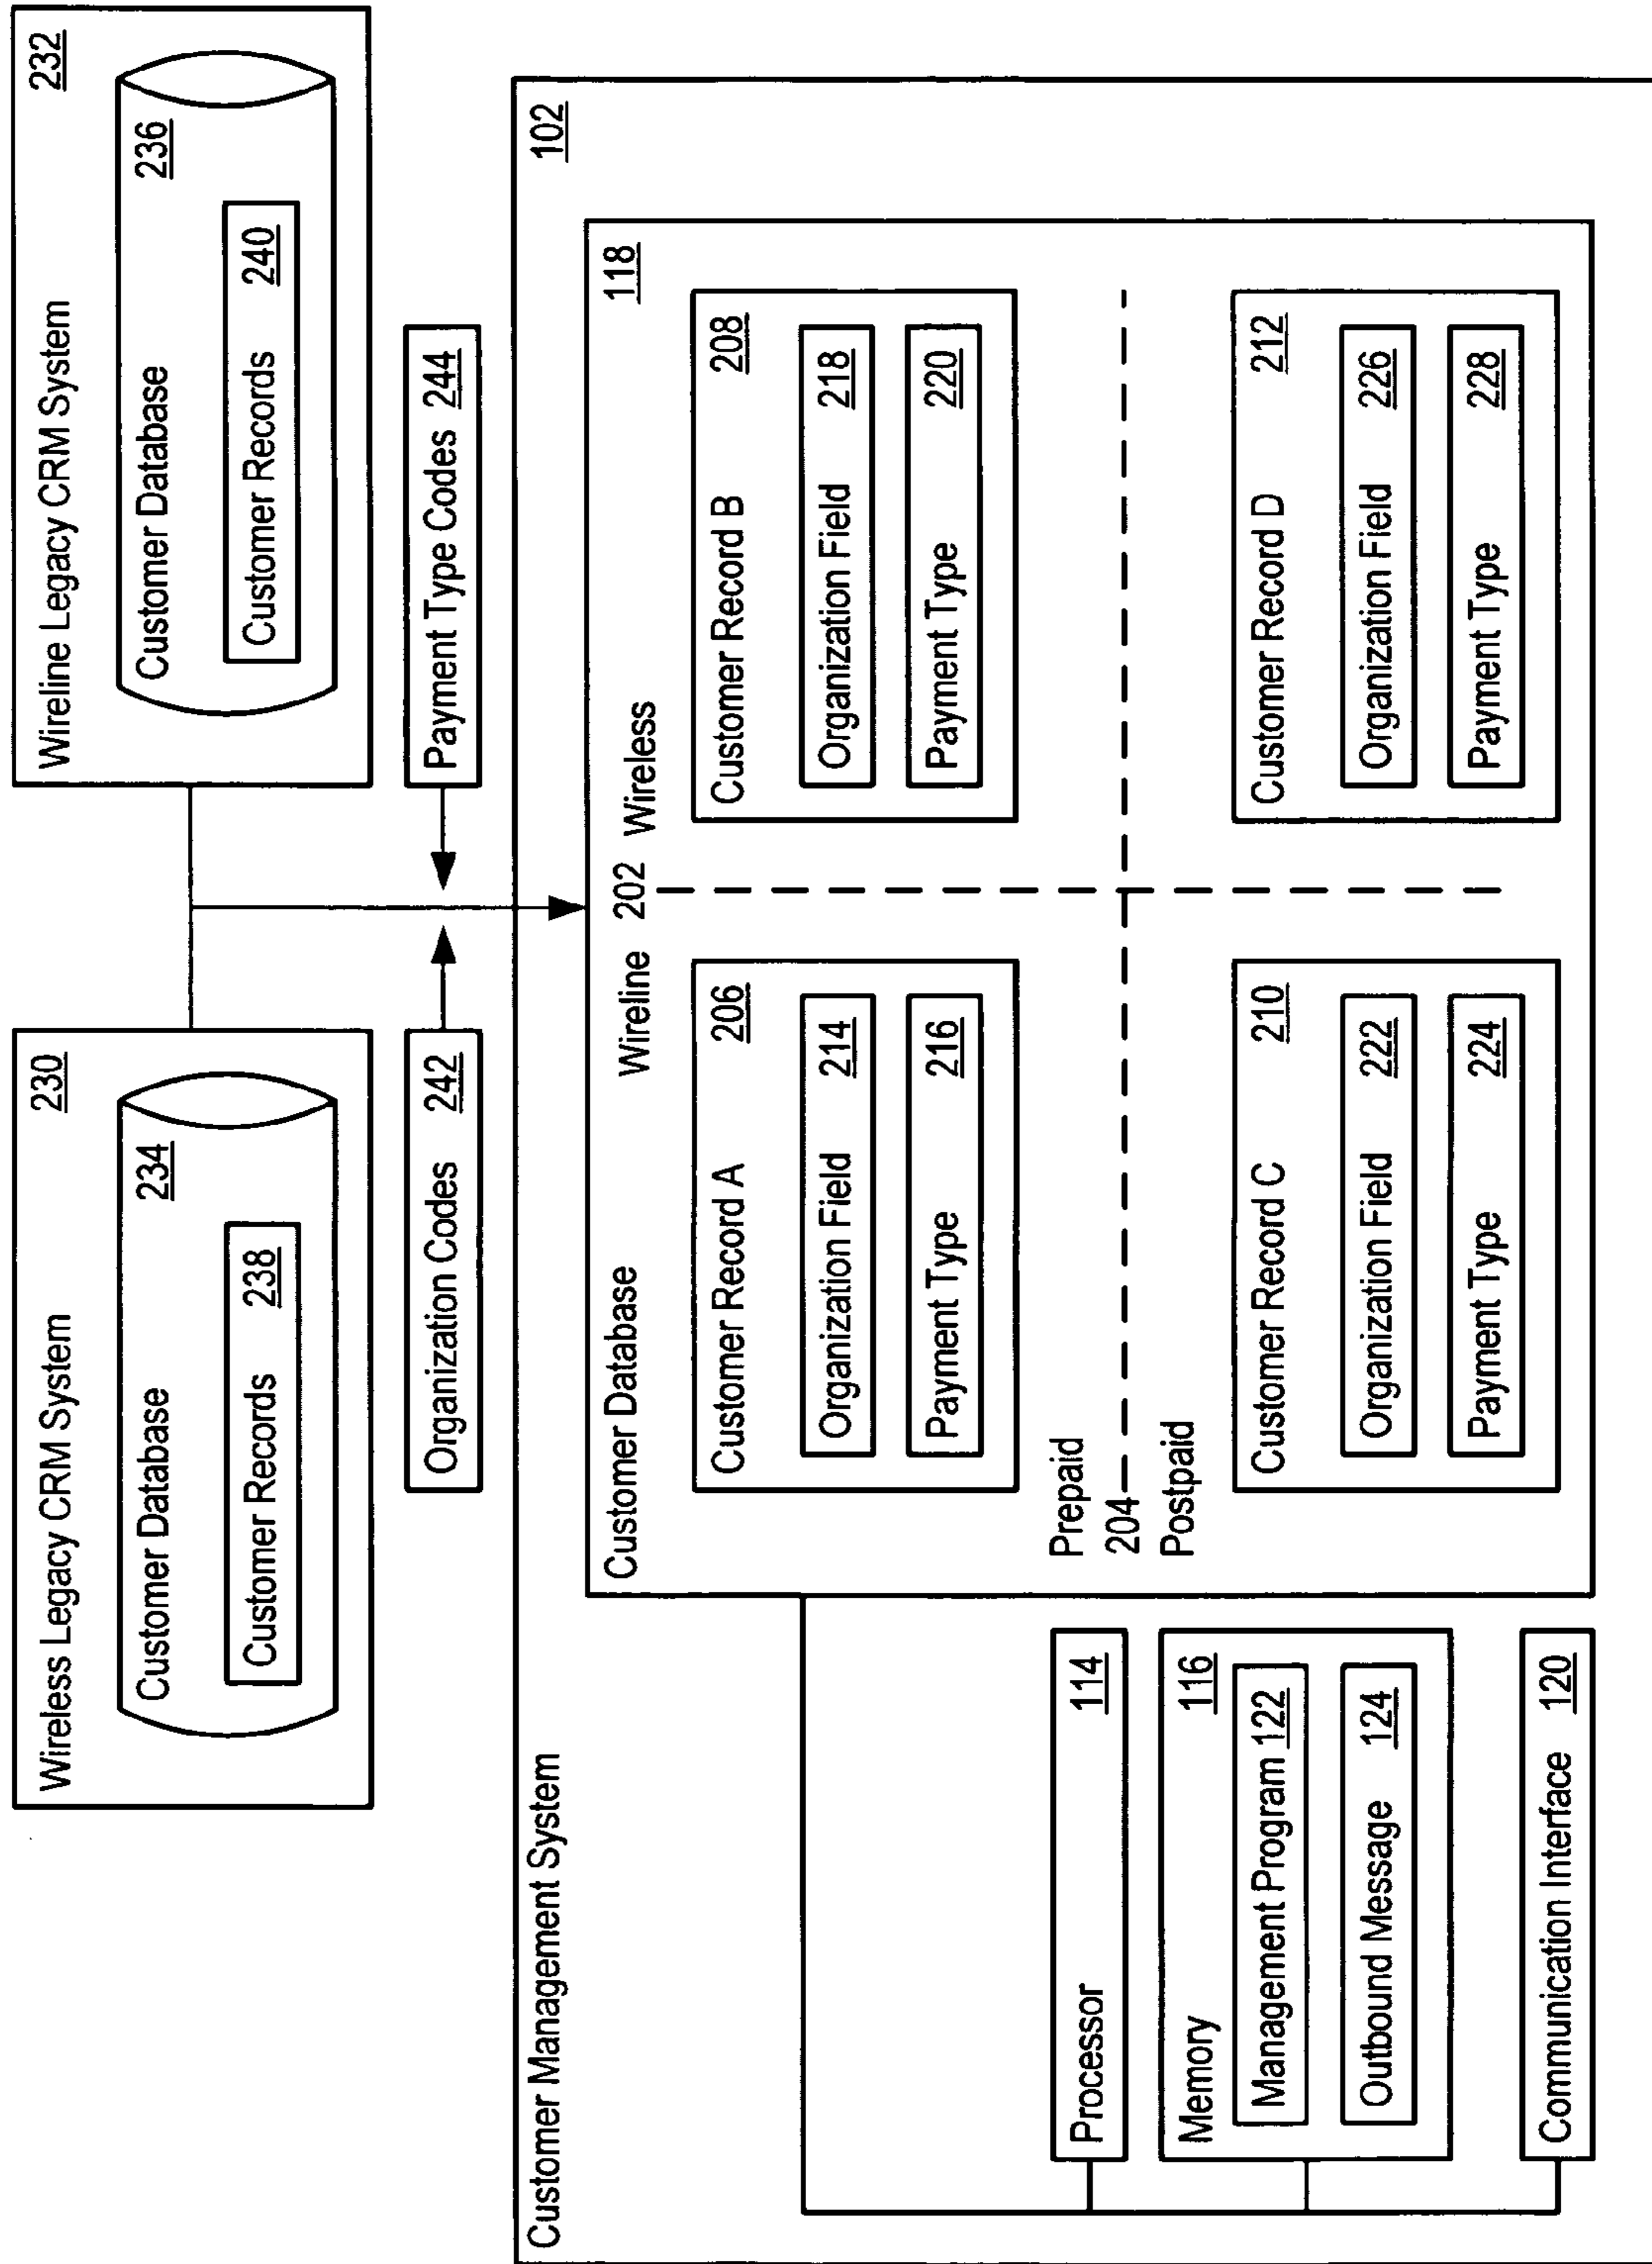 Wireless Legacy CRM System 230
Customer Database 234
Customer Records 238
Wireline Legacy CRM System 232
Customer Database 236
Customer Records 240
Organization Codes 242
Payment Type Codes 244
Customer Management System 102
Customer Database 118
Wireline 202 Wireless
Customer Record A 206
Organization Field 214
Payment Type 216
Customer Record B 208
Organization Field 218
Payment Type 220
Prepaid
204
Postpaid
Customer Record C 210
Organization Field 222
Payment Type 224
Customer Record D 212
Organization Field 226
Payment Type 228
Processor 114
Memory 116
Management Program 122
Outbound Message 124
Communication Interface 120